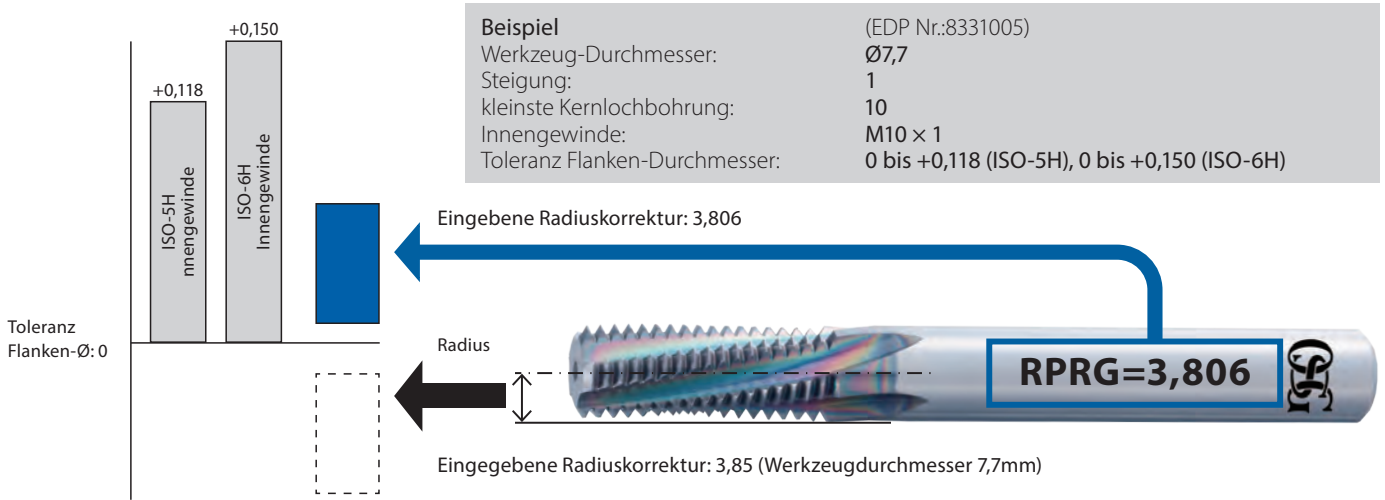 +0,150
+0,118
ISO-5H
nnengewinde
ISO-6H
Innengewinde
Toleranz
Flanken-Ø: 0
Beispiel (EDP Nr.:8331005)
Werkzeug-Durchmesser: Ø7,7
Steigung: 1
kleinste Kernlochbohrung: 10
Innengewinde: M10 × 1
Toleranz Flanken-Durchmesser: 0 bis +0,118 (ISO-5H), 0 bis +0,150 (ISO-6H)
Eingebene Radiuskorrektur: 3,806
Radius
RPRG=3,806
OSG
Eingegebene Radiuskorrektur: 3,85 (Werkzeugdurchmesser 7,7mm)